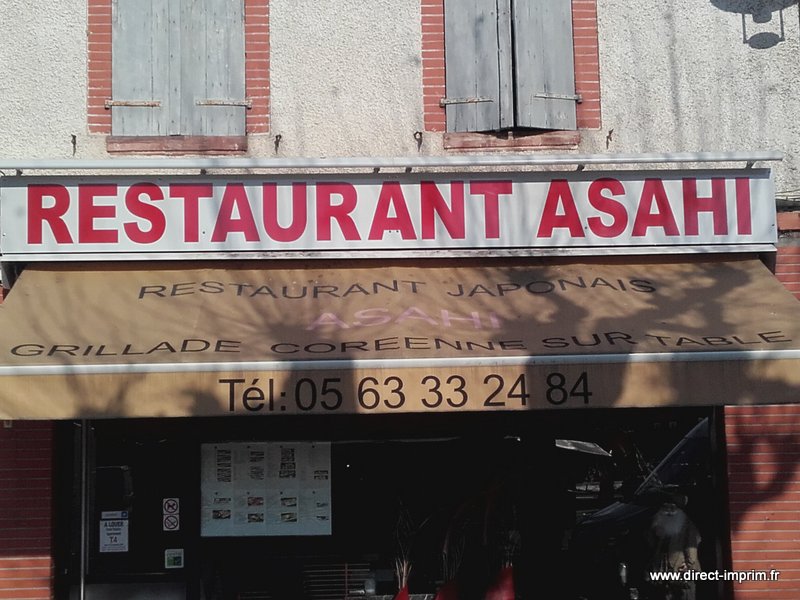 RESTAURANT ASAHI
RESTAURANT JAPONAIS
ASAHI
GRILLADE COREENNE SUR TABLE
Tél: 05 63 33 24 84
A LOUER
T4
www.direct-imprim.fr